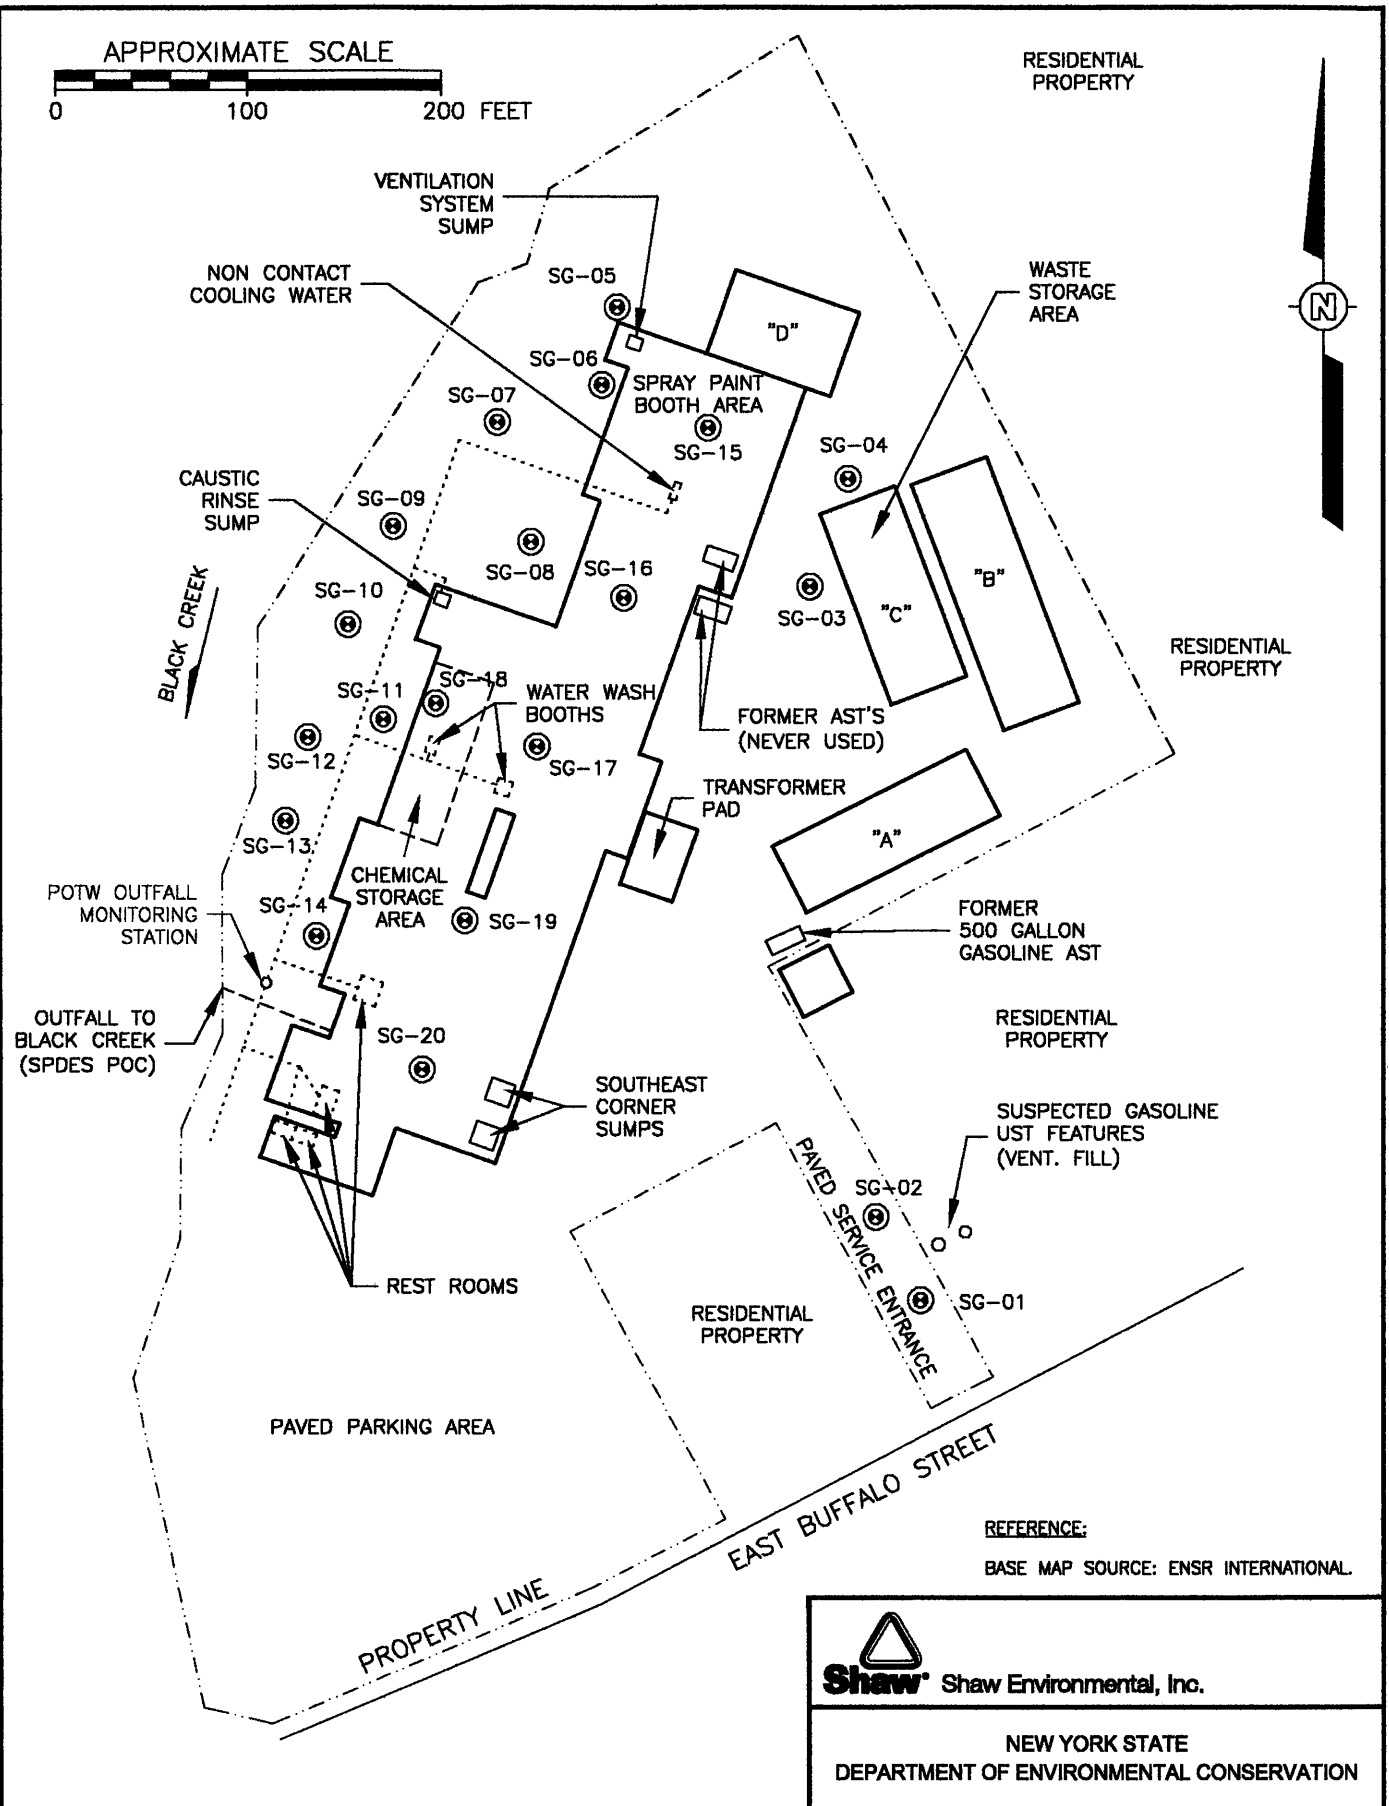 APPROXIMATE SCALE
0 100 200 FEET
RESIDENTIAL
PROPERTY
VENTILATION
SYSTEM
SUMP
NON CONTACT
COOLING WATER
SG-05
WASTE
STORAGE
AREA
N
"D"
SG-06
SPRAY PAINT
BOOTH AREA
SG-07
SG-15
SG-04
CAUSTIC
RINSE
SUMP
SG-09
SG-08
SG-16
"B"
SG-10
SG-03
"C"
BLACK CREEK
RESIDENTIAL
PROPERTY
SG-18
SG-11
WATER WASH
BOOTHS
FORMER AST'S
(NEVER USED)
SG-12
SG-17
TRANSFORMER
PAD
SG-13
"A"
CHEMICAL
STORAGE
AREA
POTW OUTFALL
MONITORING
STATION
SG-14
SG-19
FORMER
500 GALLON
GASOLINE AST
OUTFALL TO
BLACK CREEK
(SPDES POC)
RESIDENTIAL
PROPERTY
SG-20
SOUTHEAST
CORNER
SUMPS
SUSPECTED GASOLINE
UST FEATURES
(VENT. FILL)
PAVED SERVICE ENTRANCE
SG-02
REST ROOMS
SG-01
RESIDENTIAL
PROPERTY
PAVED PARKING AREA
EAST BUFFALO STREET
PROPERTY LINE
REFERENCE:
BASE MAP SOURCE: ENSR INTERNATIONAL.
Shaw® Shaw Environmental, Inc.
NEW YORK STATE
DEPARTMENT OF ENVIRONMENTAL CONSERVATION